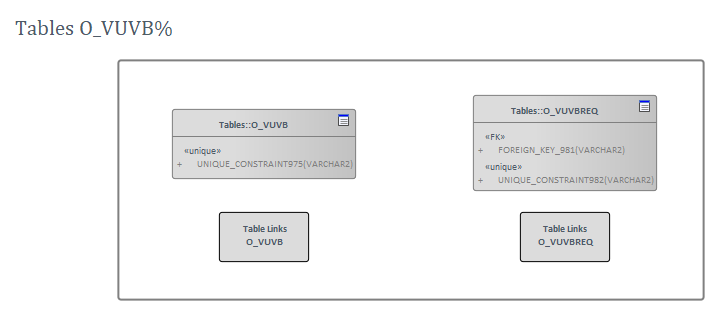 Tables O_VUVB%
Tables::O_VUVB
«unique»
+ UNIQUE_CONSTRAINT975(VARCHAR2)
Tables::O_VUVBREQ
«FK»
+ FOREIGN_KEY_981(VARCHAR2)
«unique»
+ UNIQUE_CONSTRAINT982(VARCHAR2)
Table Links
O_VUVB
Table Links
O_VUVBREQ